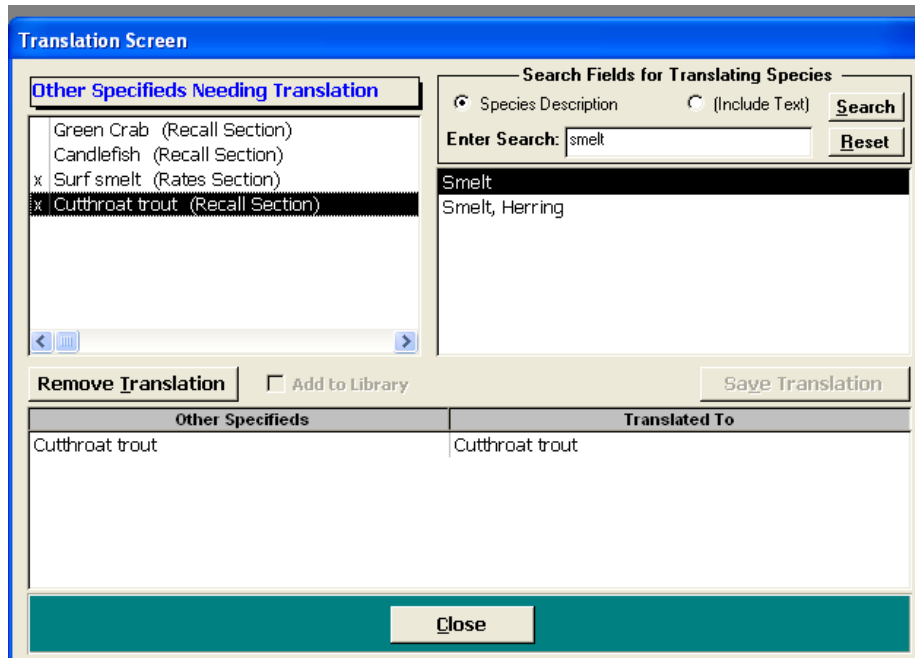 Translation Screen
Other Specifieds Needing Translation
Green Crab (Recall Section)
Candlefish (Recall Section)
x Surf smelt (Rates Section)
x Cutthroat trout (Recall Section)
Search Fields for Translating Species
Species Description (Include Text) Search
Enter Search: smelt Reset
Smelt
Smelt, Herring
Remove Translation Add to Library Save Translation
Other Specifieds Translated To
Cutthroat trout Cutthroat trout
Close